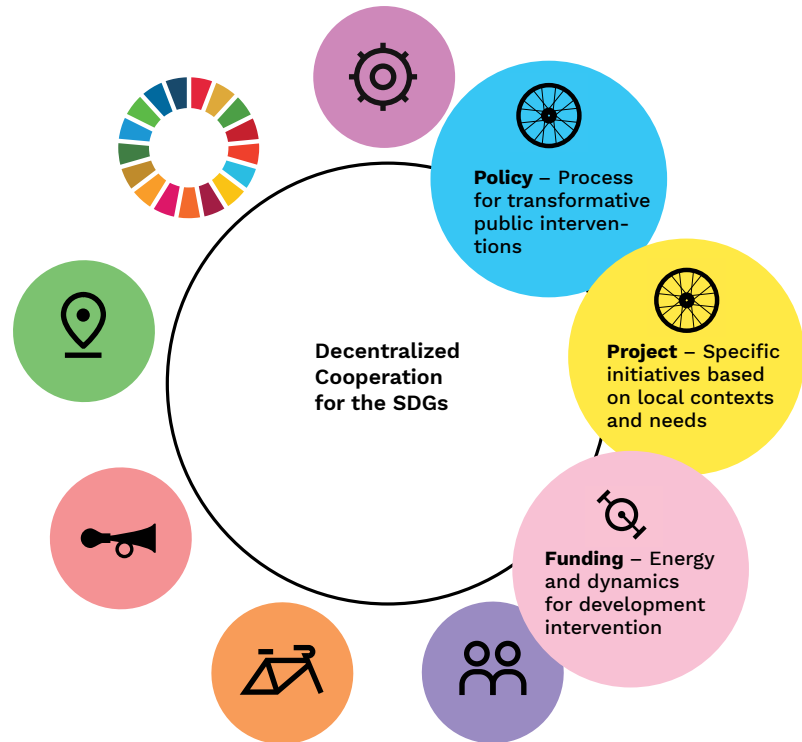 Policy – Process
for transformative
public interven-
tions
Project – Specific
initiatives based
on local contexts
and needs
Decentralized
Cooperation
for the SDGs
Funding – Energy
and dynamics
for development
intervention